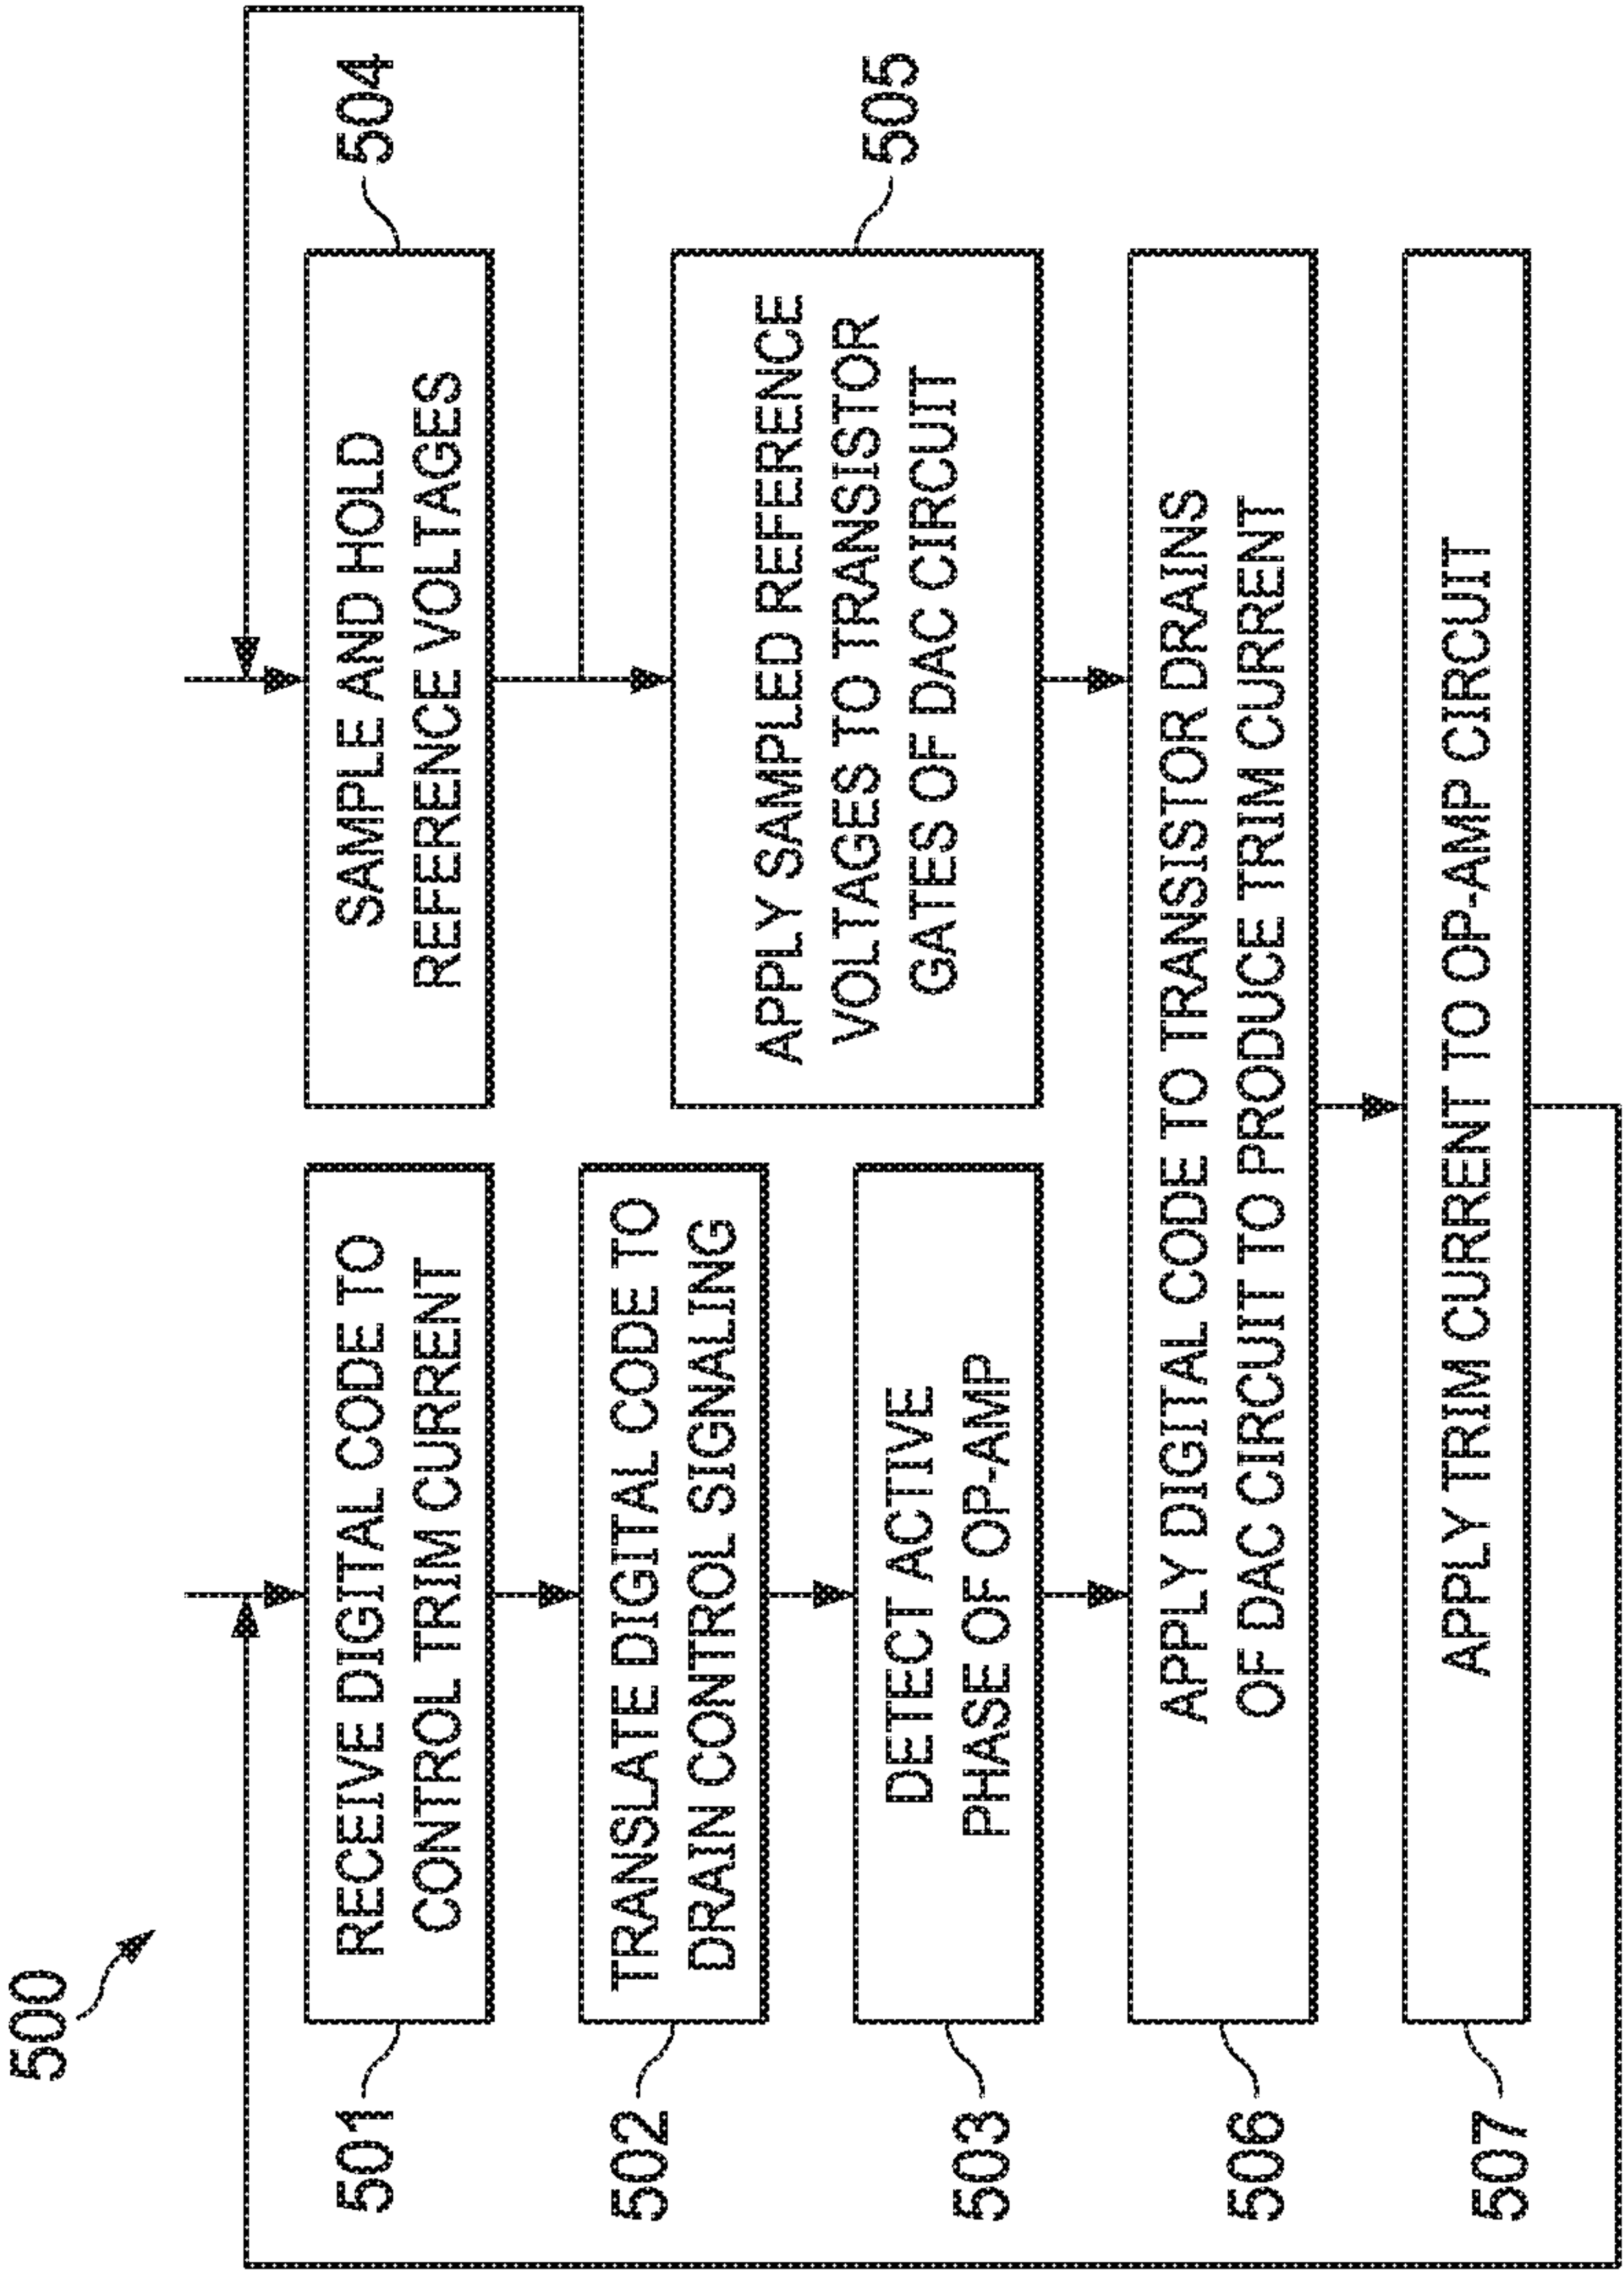 500
501
RECEIVE DIGITAL CODE TO
CONTROL TRIM CURRENT
502
TRANSLATE DIGITAL CODE TO
DRAIN CONTROL SIGNALING
503
DETECT ACTIVE
PHASE OF OP-AMP
504
SAMPLE AND HOLD
REFERENCE VOLTAGES
505
APPLY SAMPLED REFERENCE
VOLTAGES TO TRANSISTOR
GATES OF DAC CIRCUIT
506
APPLY DIGITAL CODE TO TRANSISTOR DRAINS
OF DAC CIRCUIT TO PRODUCE TRIM CURRENT
507
APPLY TRIM CURRENT TO OP-AMP CIRCUIT